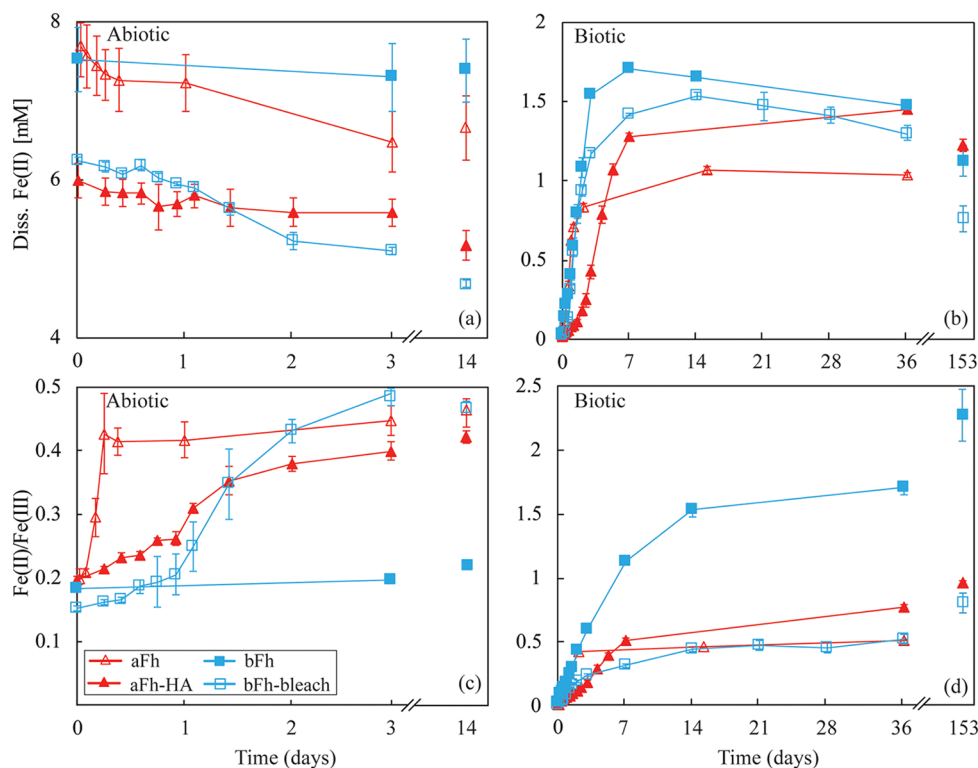 Abiotic
Biotic
Diss. Fe(II) [mM]
8
6
4
2
1.5
1
0.5
0
(a)
(b)
0 1 2 3 14
0 7 14 21 28 36 153
Abiotic
Biotic
Fe(II)/Fe(III)
0.5
0.4
0.3
0.2
0.1
2.5
2
1.5
1
0.5
0
aFh
bFh
aFh-HA
bFh-bleach
(c)
(d)
0 1 2 3 14
0 7 14 21 28 36 153
Time (days)
Time (days)